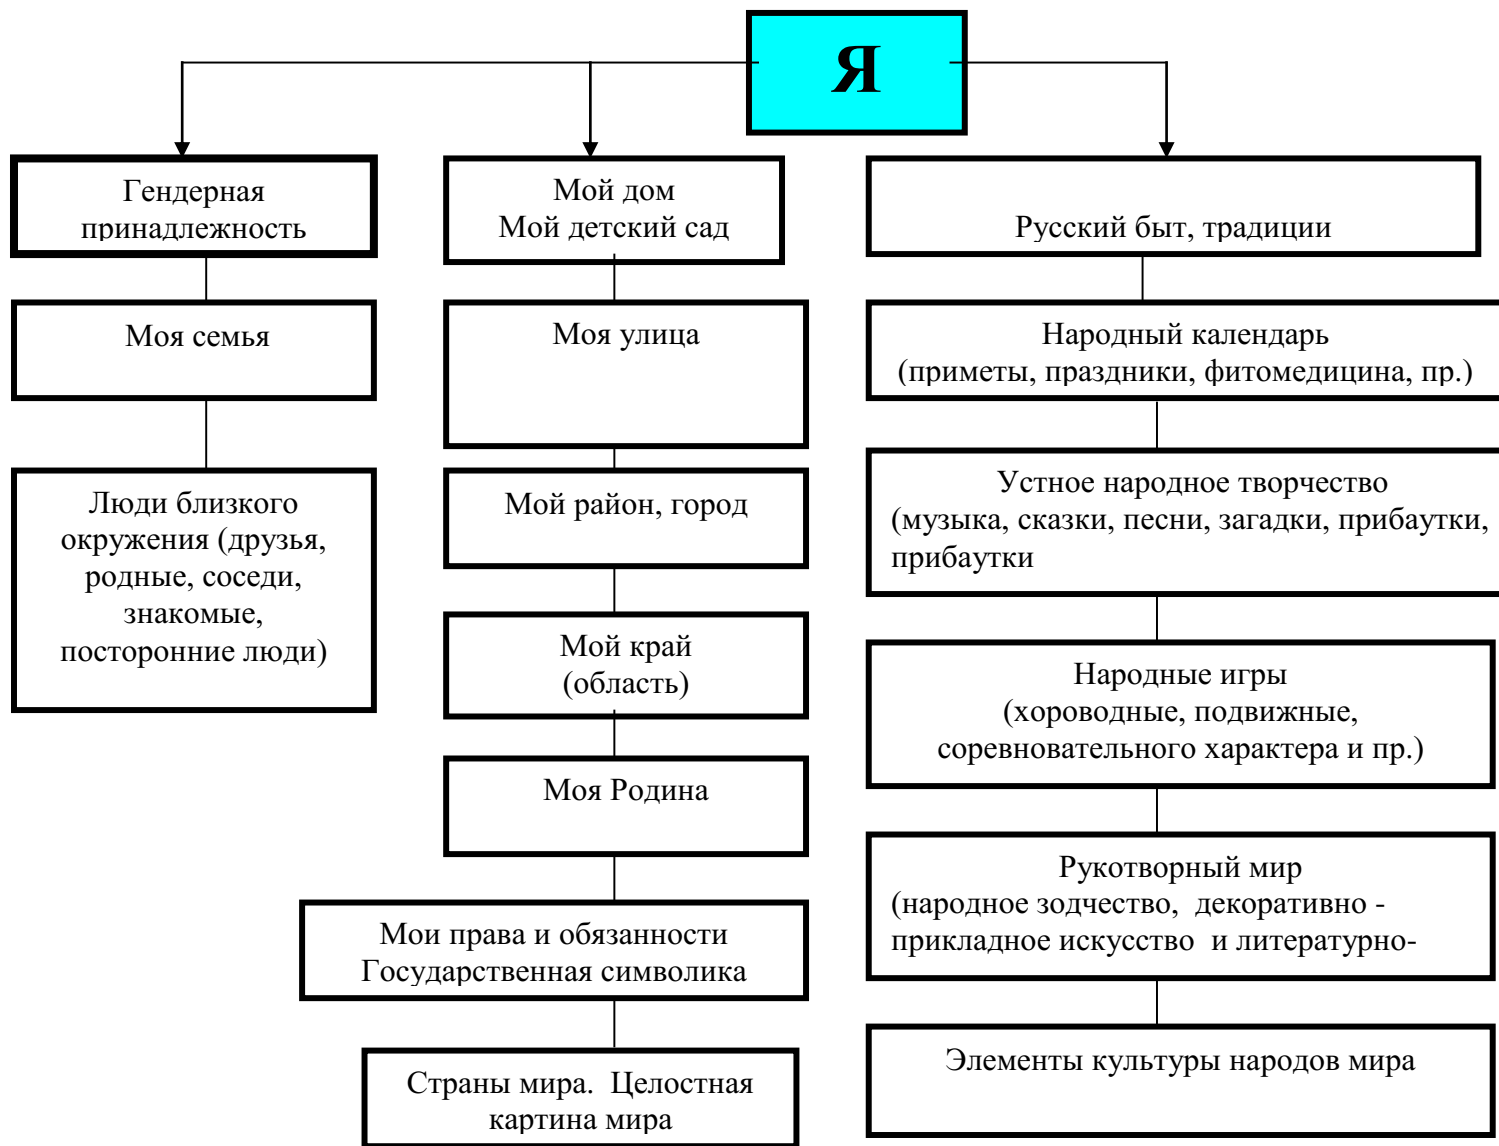 Я
Гендерная
принадлежность
Моя семья
Люди близкого
окружения (друзья,
родные, соседи,
знакомые,
посторонние люди)
Мой дом
Мой детский сад
Моя улица
Мой район, город
Мой край
(область)
Моя Родина
Мои права и обязанности
Государственная символика
Страны мира.  Целостная
картина мира
Русский быт, традиции
Народный календарь
(приметы, праздники, фитомедицина, пр.)
Устное народное творчество
(музыка, сказки, песни, загадки, прибаутки,
прибаутки
Народные игры
(хороводные, подвижные,
соревновательного характера и пр.)
Рукотворный мир
(народное зодчество,  декоративно -
прикладное искусство  и литературно-
Элементы культуры народов мира